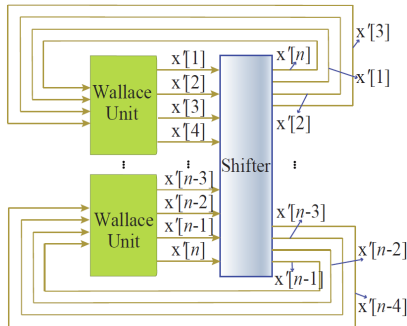 x'[1]
x'[2]
x'[3]
x'[4]
Wallace
Unit
x'[n]
x'[3]
x'[1]
x'[2]
Shifter
x'[n-3]
x'[n-2]
x'[n-1]
x'[n]
Wallace
Unit
x'[n-3]
x'[n-2]
x'[n-1]
x'[n-4]